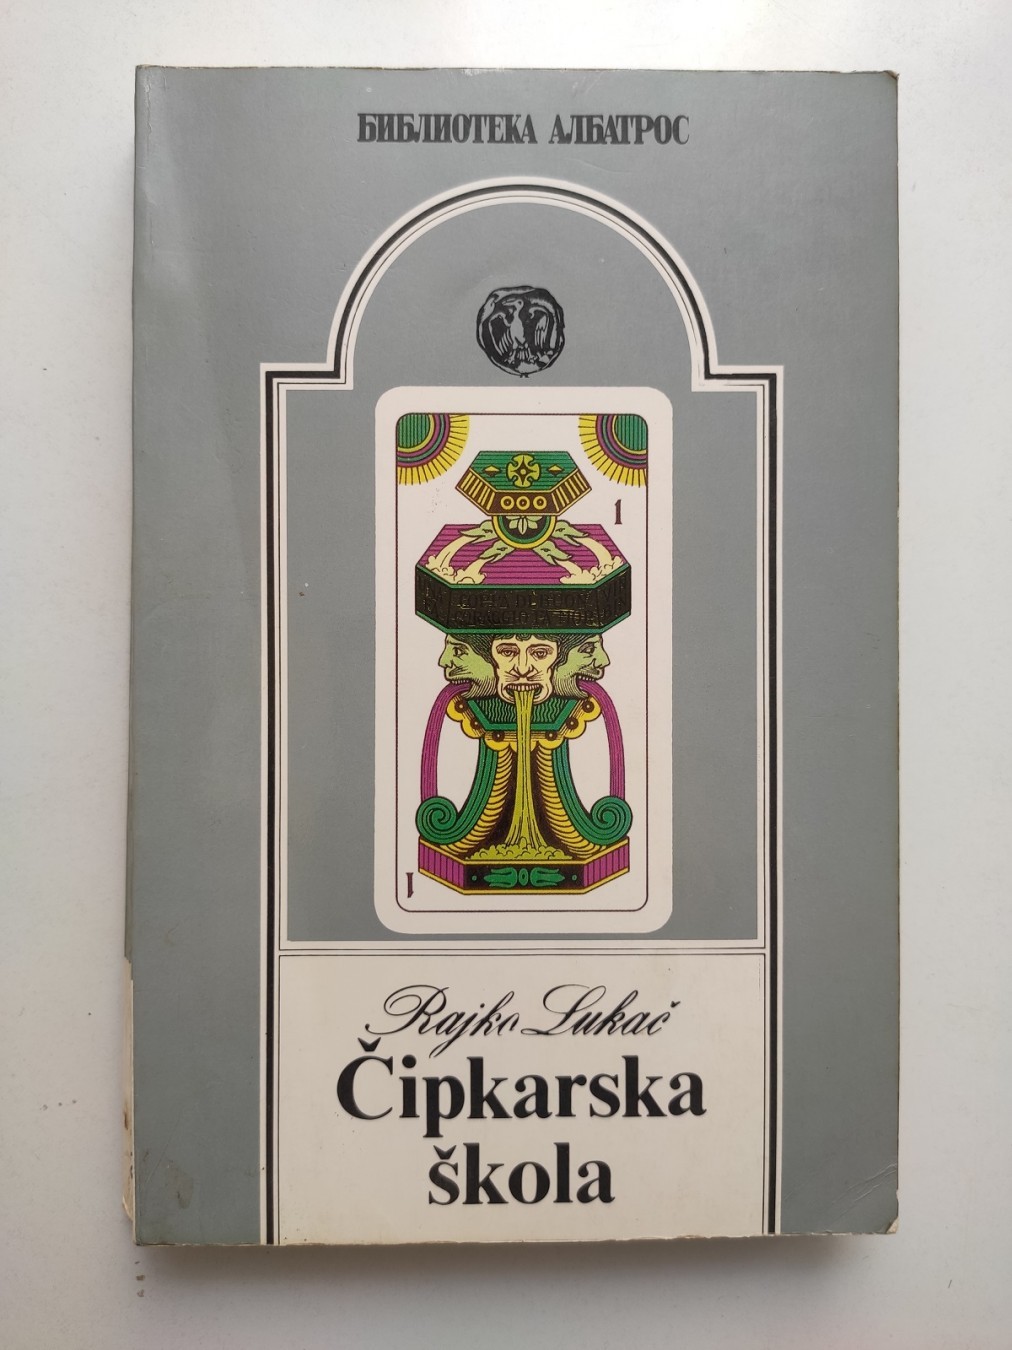 БИБЛИОТЕКА АЛБАТРОС
1
1
Rajko Lukač
Čipkarska
škola